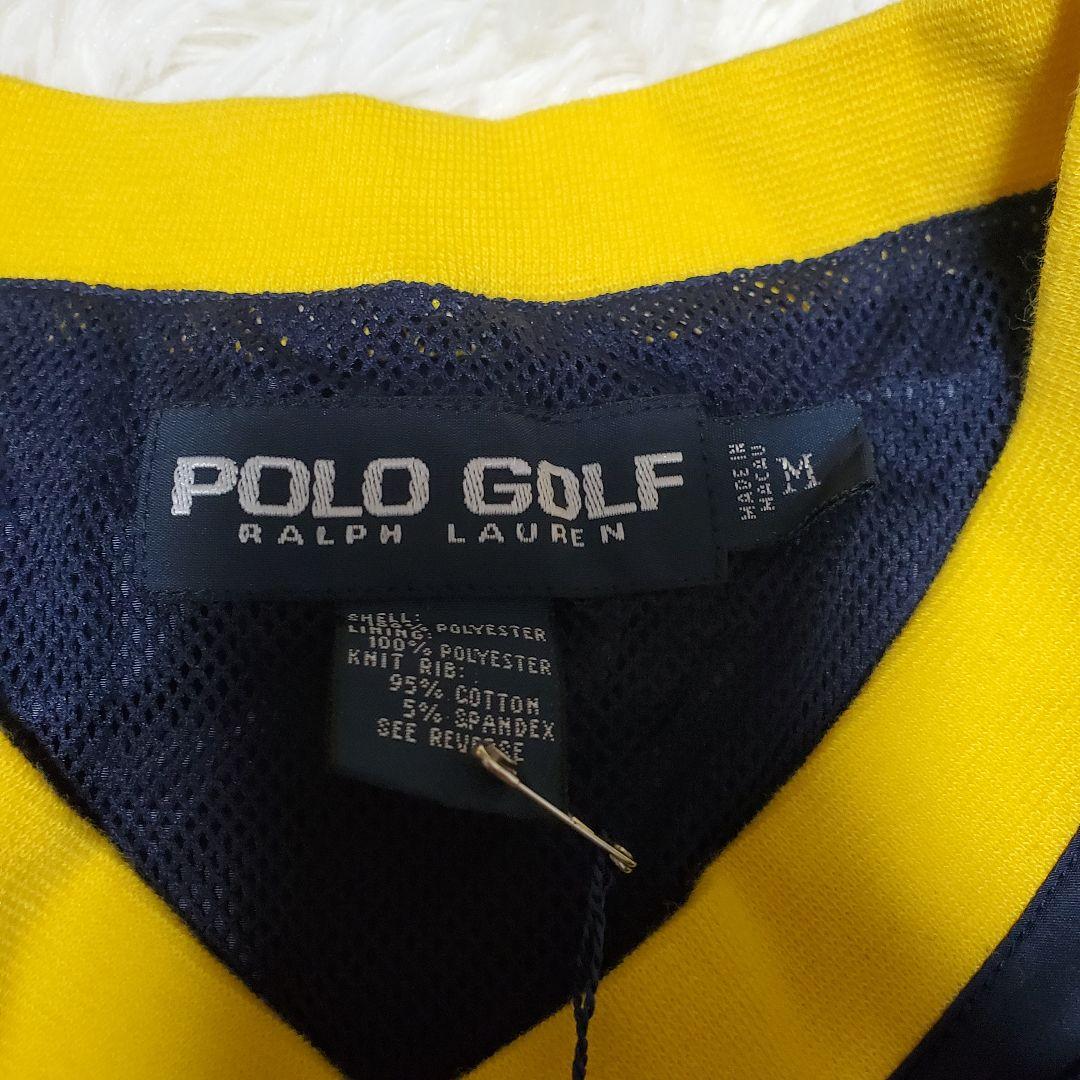 POLO GOLF
RALPH LAUREN
MADE IN
MACAU
M
SHELL:
POLYESTER
LINING:
100% POLYESTER
KNIT RIB:
95% COTTON
5% SPANDEX
SEE REVERSE